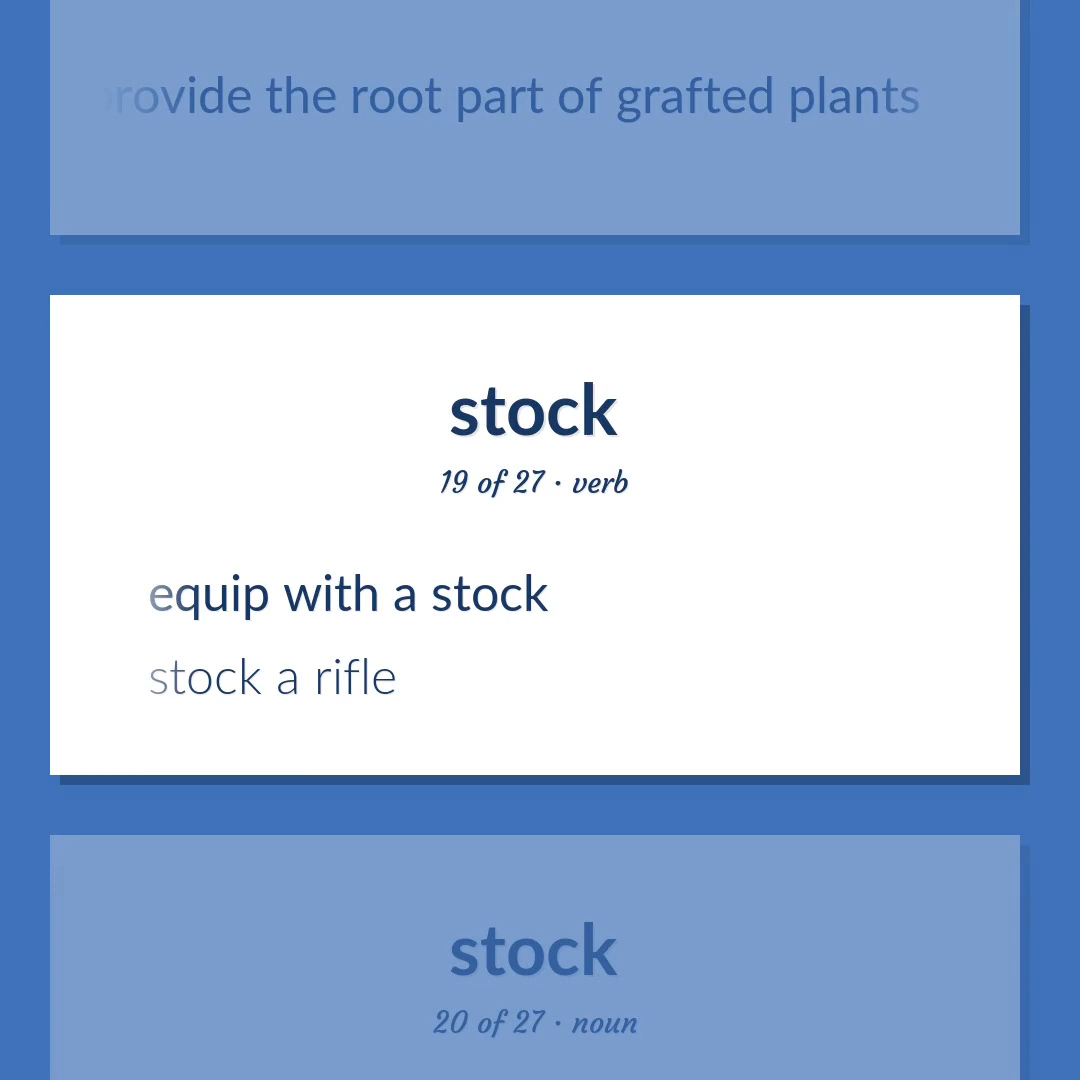 provide the root part of grafted plants
stock
19 of 27 · verb
equip with a stock
stock a rifle
stock
20 of 27 · noun